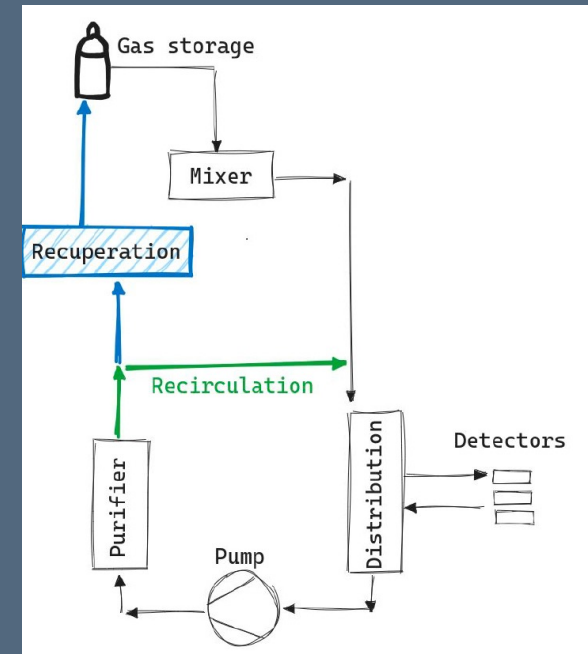 Gas storage
Mixer
Recuperation
Recirculation
Detectors
Purifier
Distribution
Pump